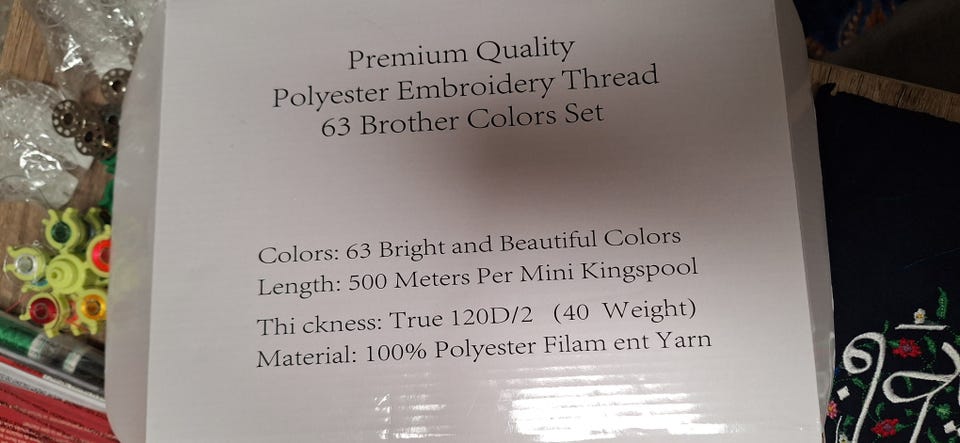 Premium Quality
Polyester Embroidery Thread
63 Brother Colors Set
Colors: 63 Bright and Beautiful Colors
Length: 500 Meters Per Mini Kingspool
Thi ckness: True 120D/2 (40 Weight)
Material: 100% Polyester Filam ent Yarn